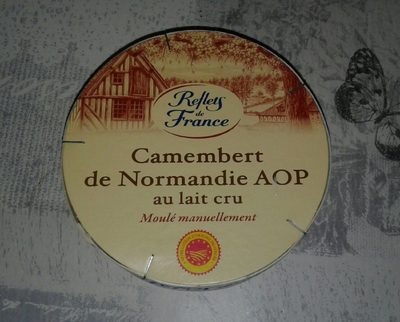 Reflets
de
France
Camembert
de Normandie AOP
au lait cru
Moulé manuellement